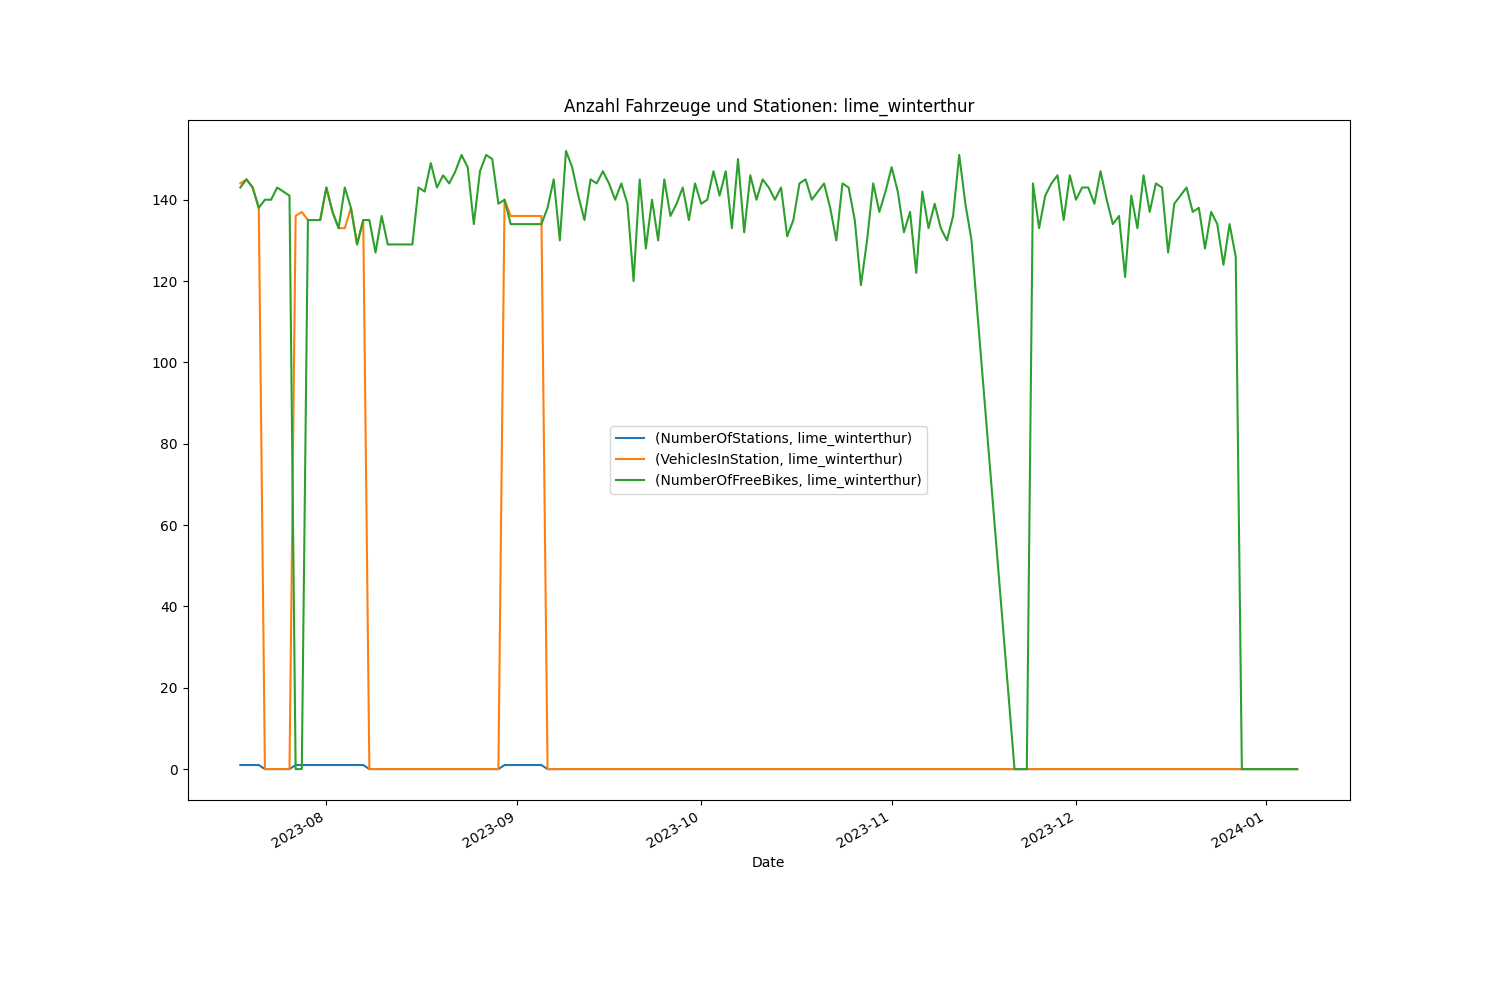 Anzahl Fahrzeuge und Stationen: lime_winterthur
140
120
100
80
60
40
20
0
(NumberOfStations, lime_winterthur)
(VehiclesInStation, lime_winterthur)
(NumberOfFreeBikes, lime_winterthur)
2023-08
2023-09
2023-10
2023-11
2023-12
2024-01
Date